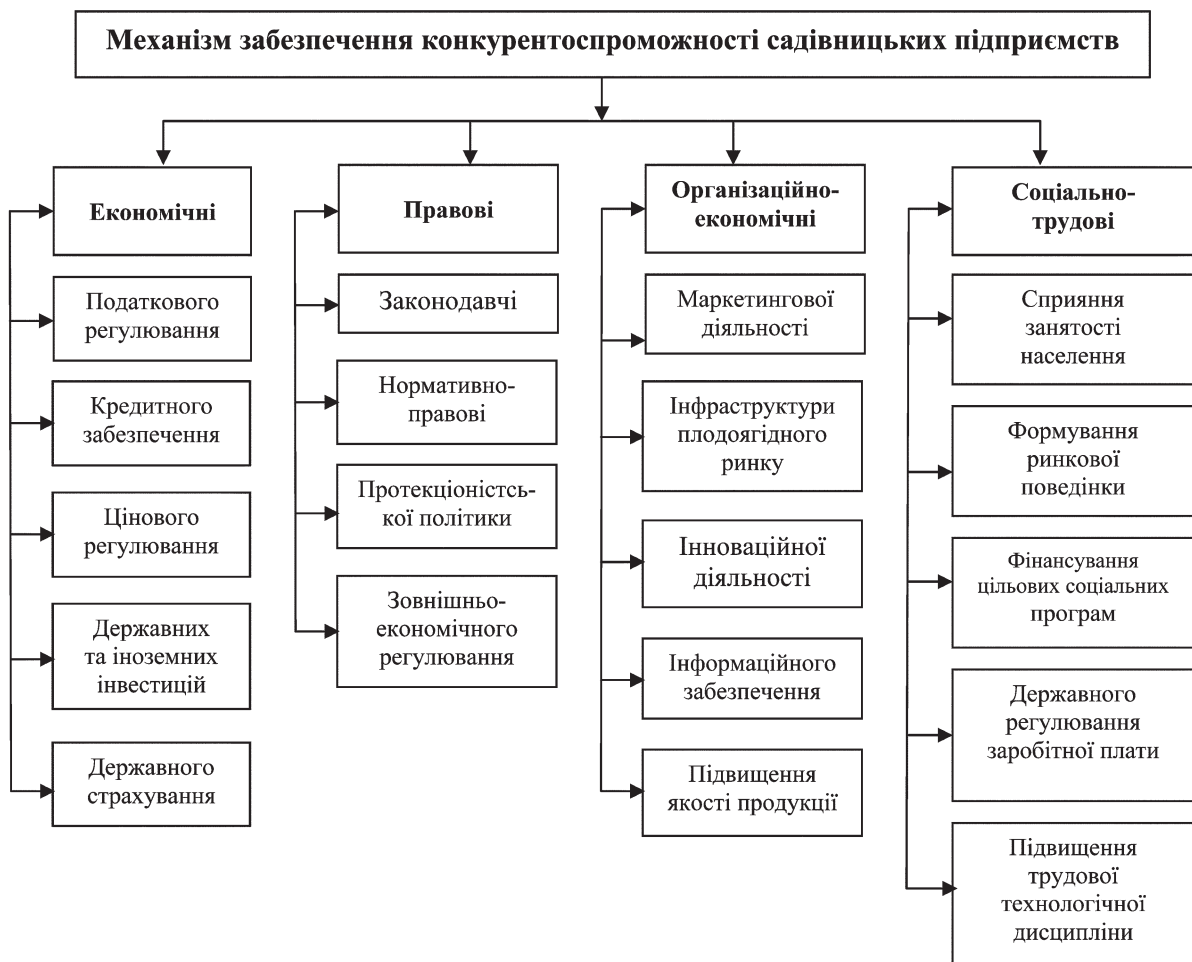 Механізм забезпечення конкурентоспроможності садівницьких підприємств
Економічні
Податкового
регулювання
Кредитного
забезпечення
Цінового
регулювання
Державних
та іноземних
інвестицій
Державного
страхування
Правові
Законодавчі
Нормативно-
правові
Протекціоністсь-
кої політики
Зовнішньо-
економічного
регулювання
Організаційно-
економічні
Маркетингової
діяльності
Інфраструктури
плодоягідного
ринку
Інноваційної
діяльності
Інформаційного
забезпечення
Підвищення
якості продукції
Соціально-
трудові
Сприяння
занятості
населення
Формування
ринкової
поведінки
Фінансування
цільових соціальних
програм
Державного
регулювання
заробітної плати
Підвищення
трудової
технологічної
дисципліни